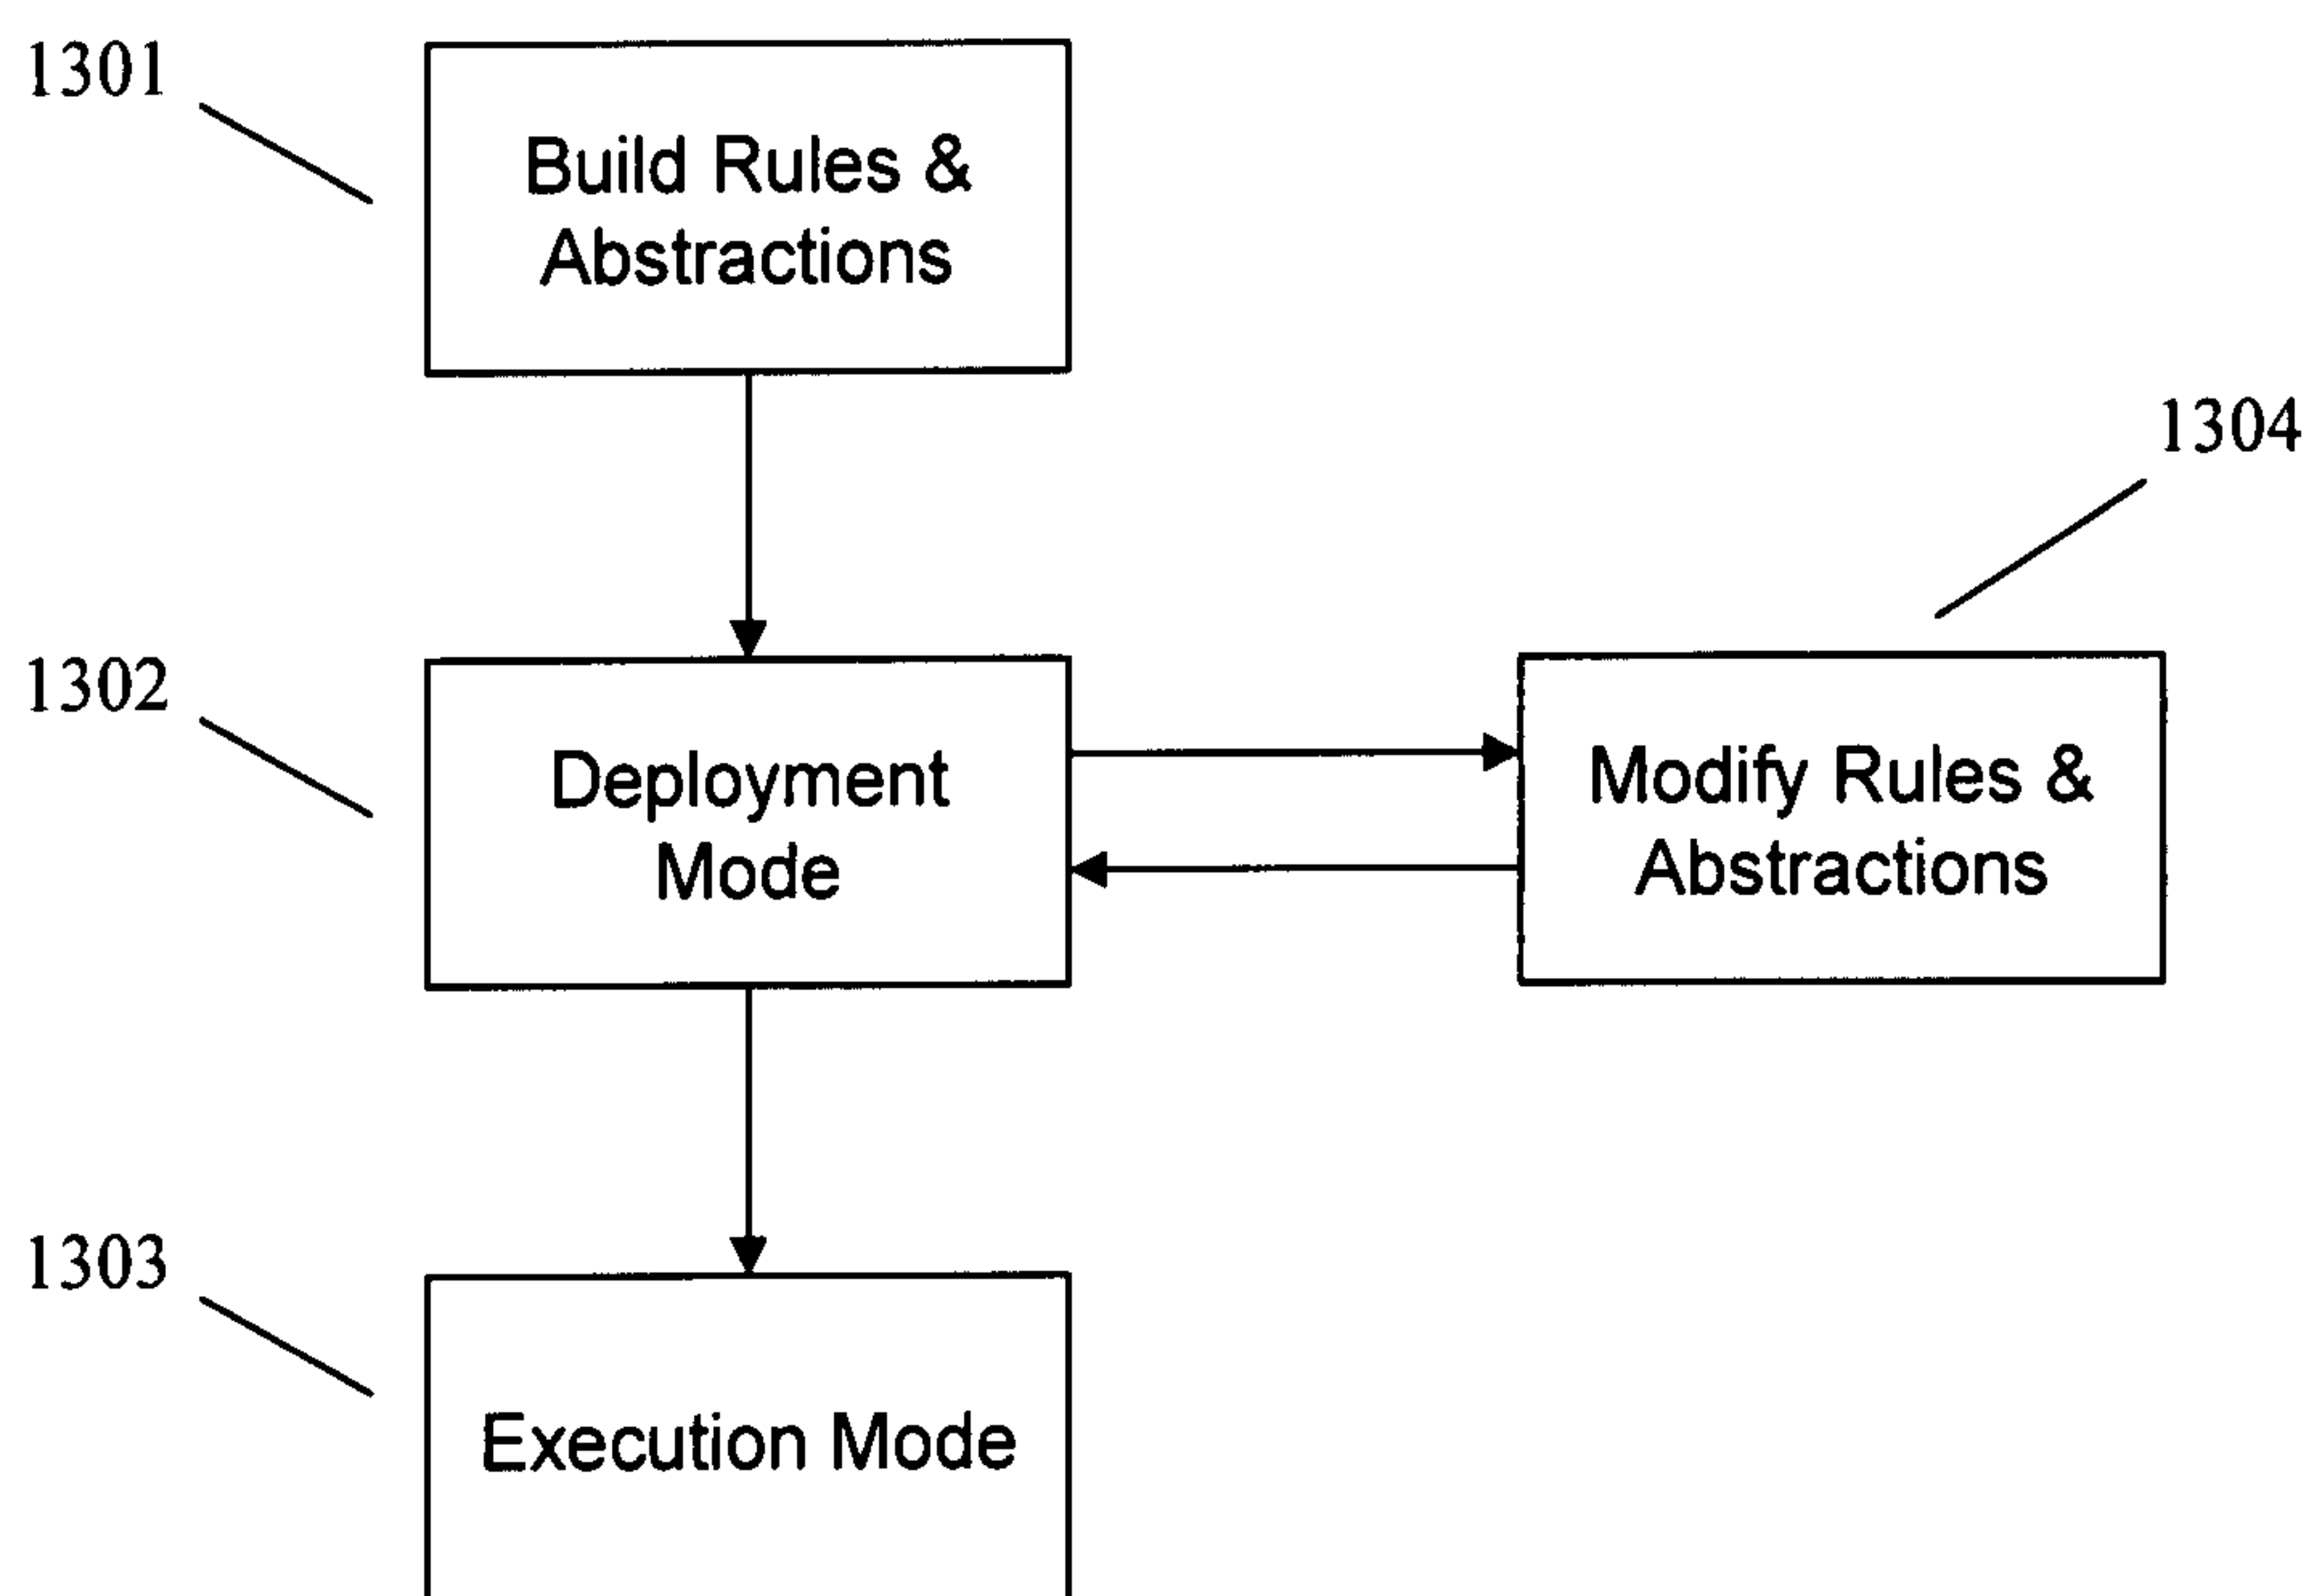 1301
Build Rules &
Abstractions
1304
1302
Deployment
Mode
Modify Rules &
Abstractions
1303
Execution Mode